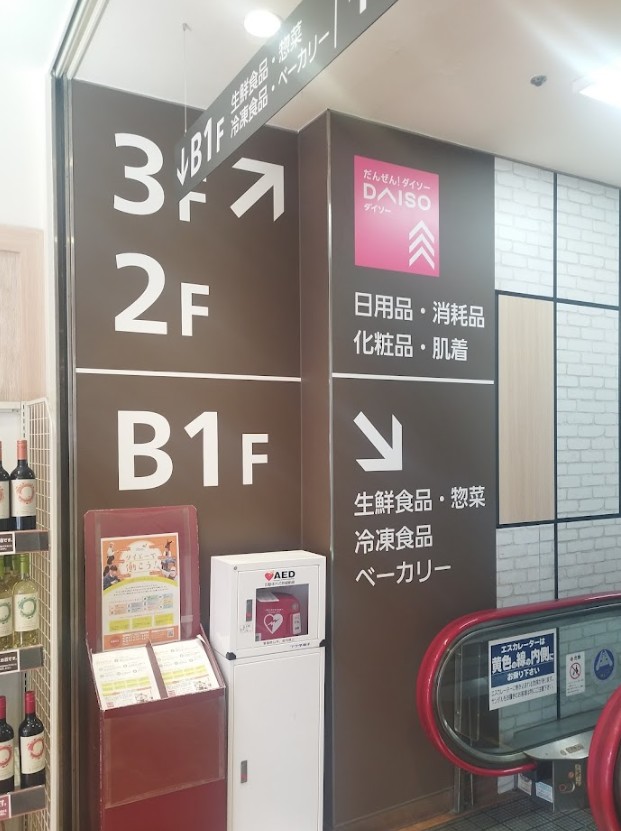 ↓B1F 生鮮食品・惣菜
冷凍食品・ベーカリー
3F
2F
B1F
だんぜん!ダイソー
DAISO
ダイソー
日用品・消耗品
化粧品・肌着
生鮮食品・惣菜
冷凍食品
ベーカリー
AED
エスカレーターは
黄色の線の内側に
お乗り下さい